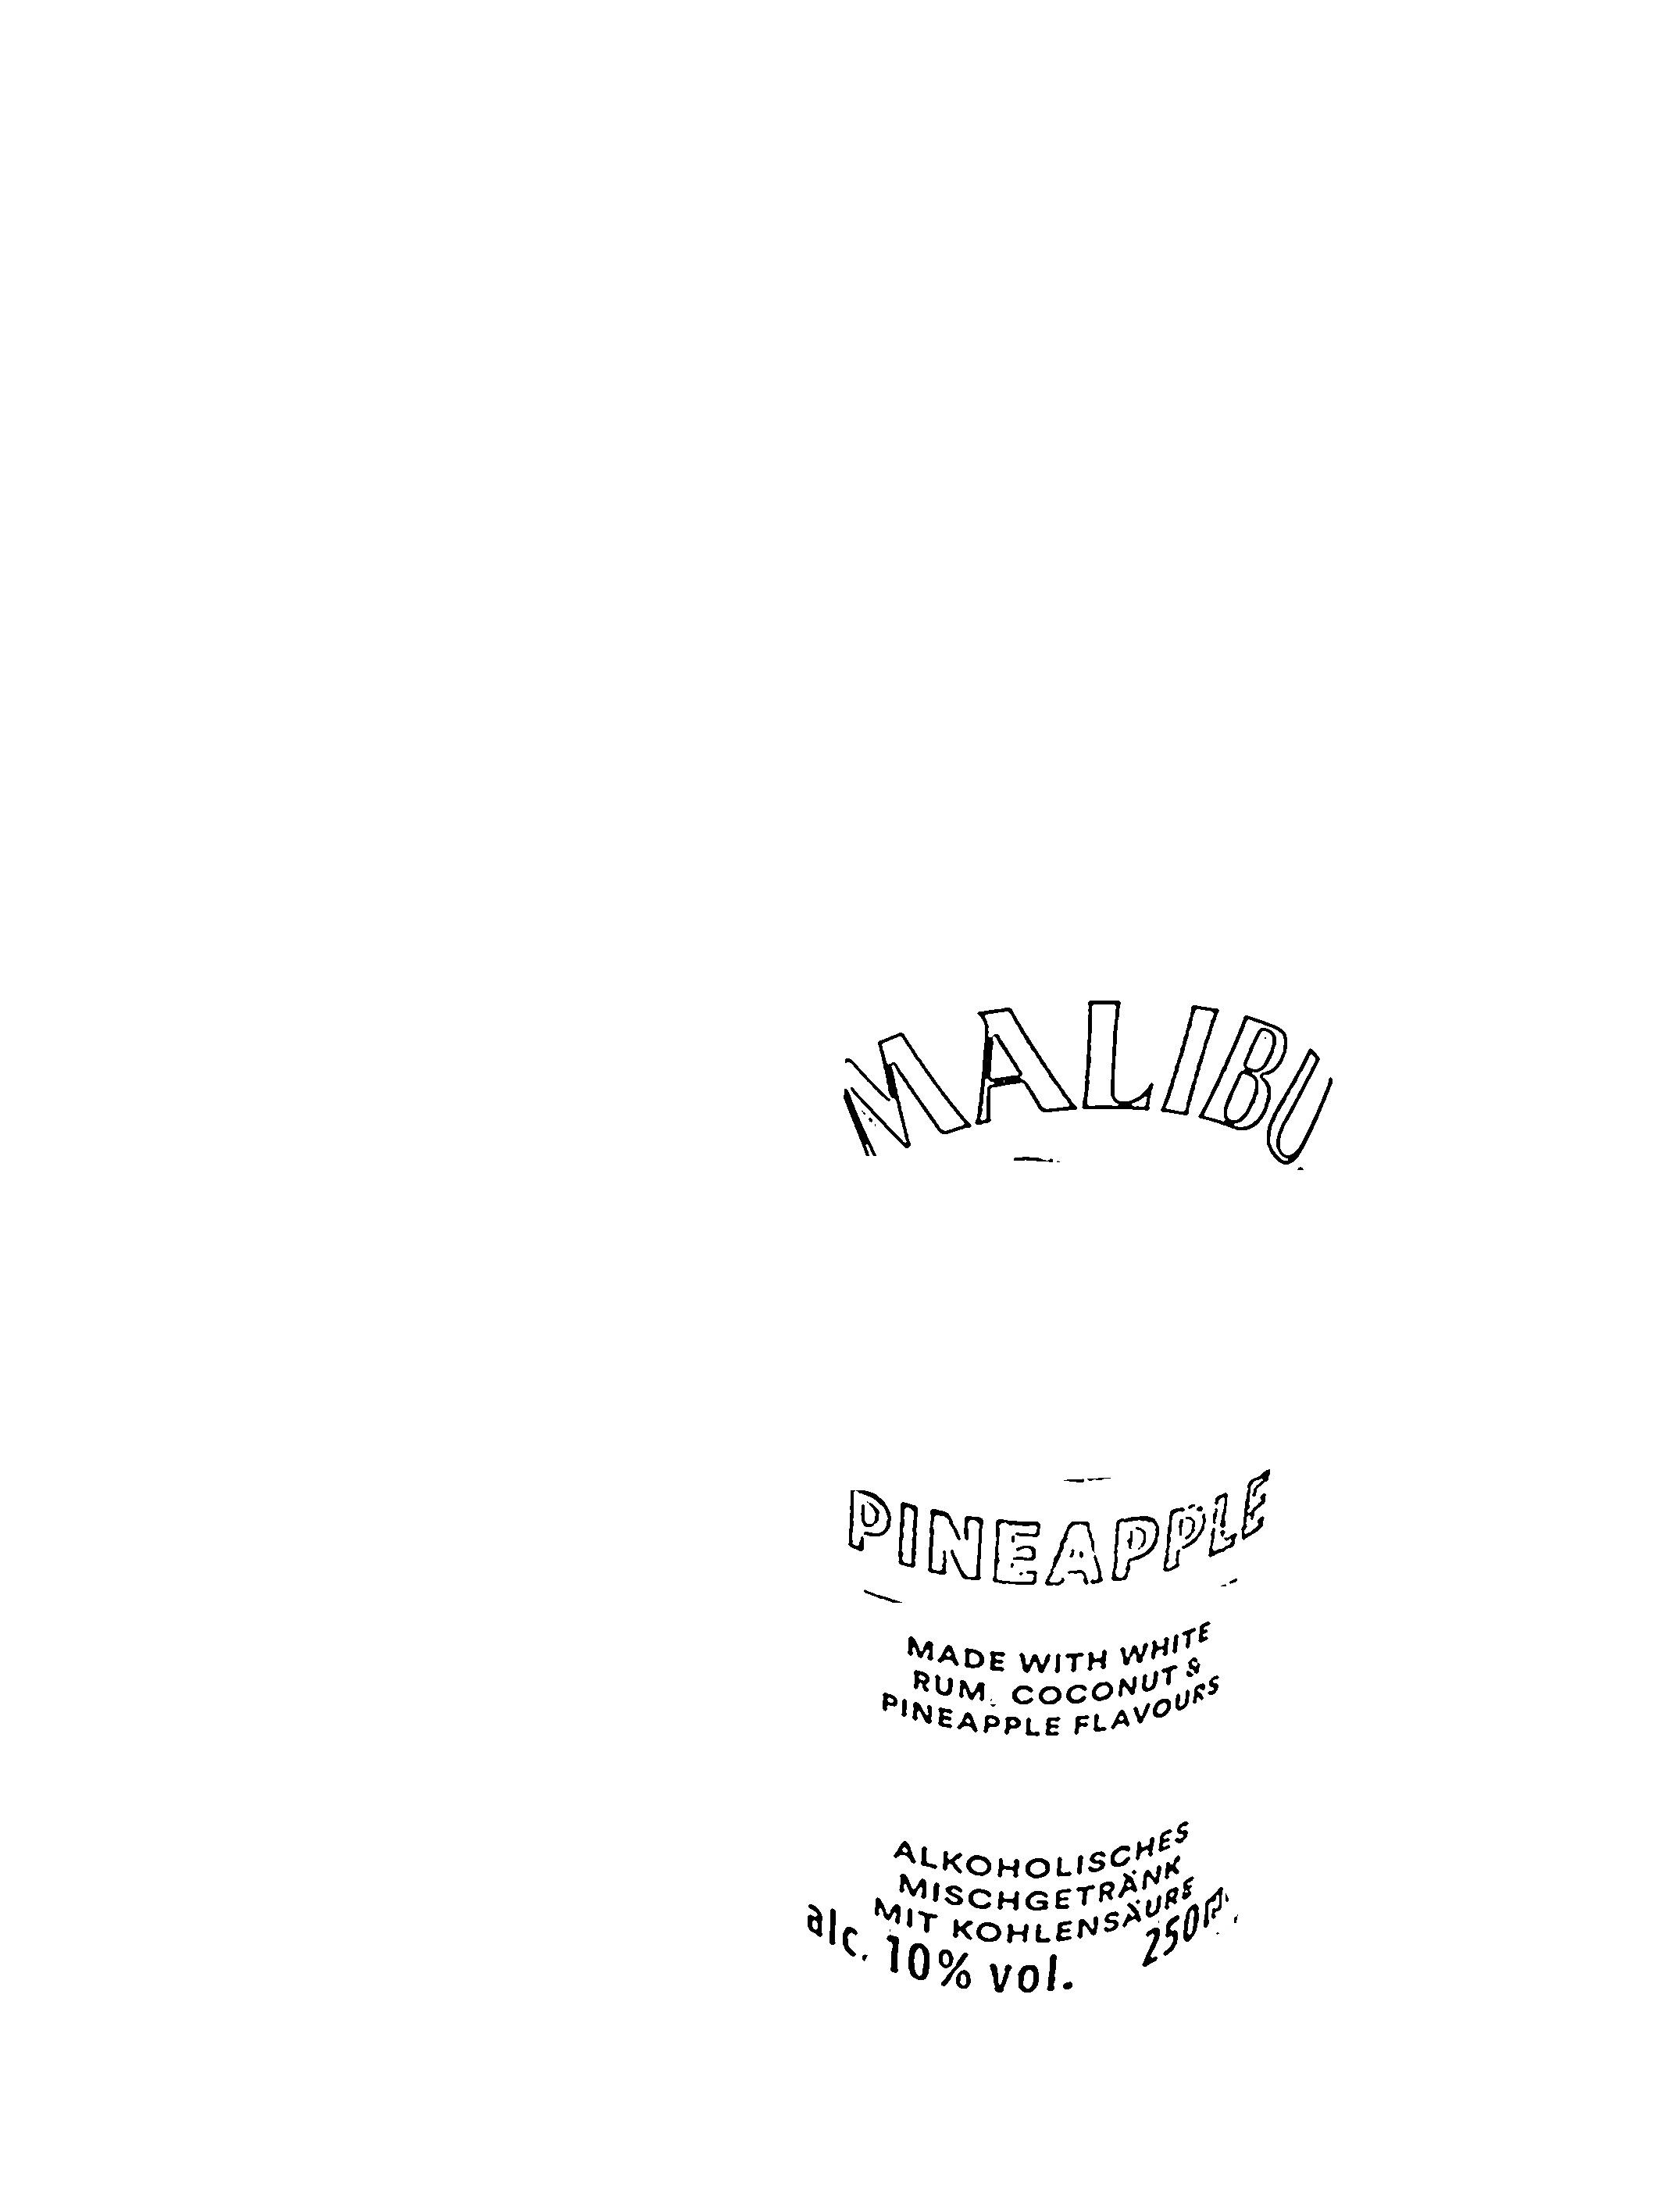 MALIBU
PINEAPPLE
MADE WITH WHITE
RUM, COCONUT &
PINEAPPLE FLAVOURS
ALKOHOLISCHES
MISCHGETRÄNK
MIT KOHLENSÄURE
alc. 10% vol.